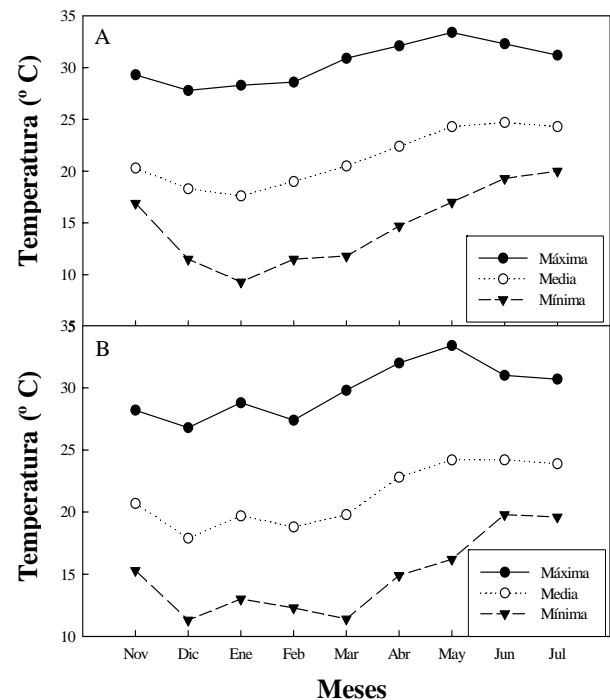 A
35
30
25
20
15
10
5
Temperatura (º C)
Máxima
Media
Mínima
B
35
30
25
20
15
10
Temperatura (º C)
Máxima
Media
Mínima
Nov Dic Ene Feb Mar Abr May Jun Jul
Meses